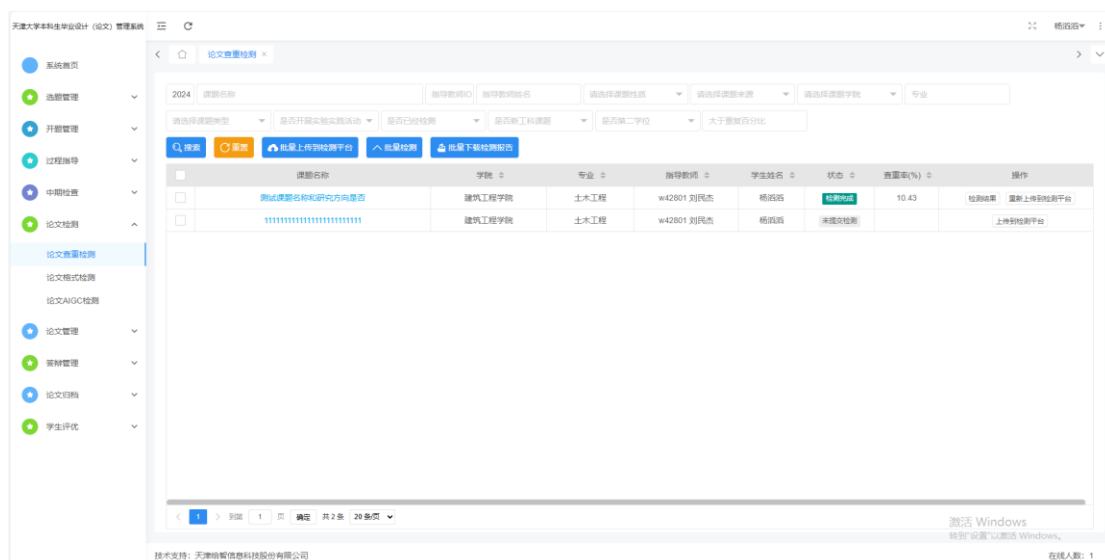 天津大学本科生毕业设计（论文）管理系统
杨滔滔
系统首页
论文查重检测 ×
选题管理
开题管理
过程指导
中期检查
论文检测
论文查重检测
论文格式检测
论文AIGC检测
论文管理
答辩管理
论文归档
学生评优
2024 课题名称 指导教师ID 指导教师姓名 请选择课题性质 请选择课题来源 请选择课题学院 专业
请选择课题类型 是否开展实验实践活动 是否已经检测 是否新工科课题 是否第二学位 大于重复百分比
搜索 重置 批量上传到检测平台 批量检测 批量下载检测报告
课题名称 学院 专业 指导教师 学生姓名 状态 查重率(%) 操作
测试课题名称和研究方向是否 建筑工程学院 土木工程 w42801 刘民杰 杨滔滔 检测完成 10.43 检测结果 重新上传到检测平台
1111111111111111111111111 建筑工程学院 土木工程 w42801 刘民杰 杨滔滔 未提交检测 上传到检测平台
1 到第 1 页 确定 共2条 20条/页
激活 Windows
转到"设置"以激活 Windows。
技术支持：天津给智信息科技股份有限公司
在线人数：1